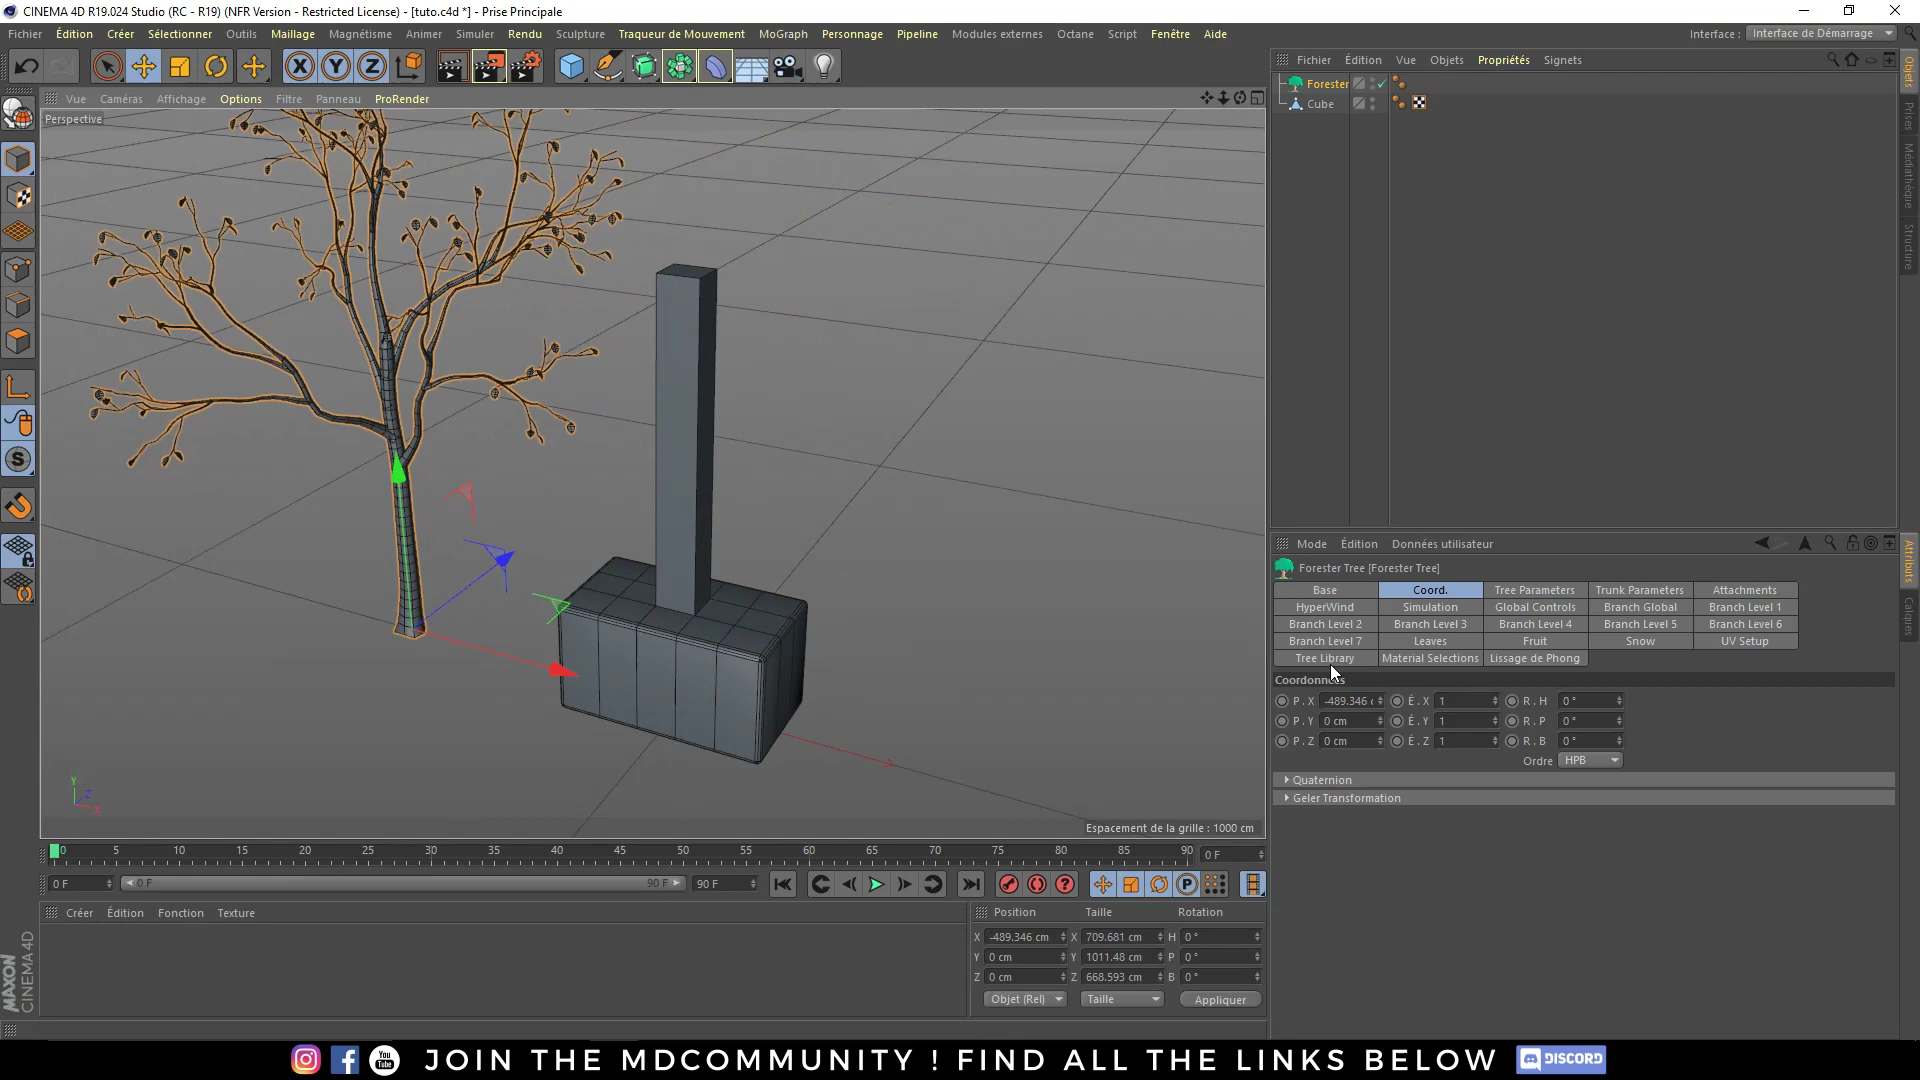 CINEMA 4D R19.024 Studio (RC - R19) (NFR Version - Restricted License) - [tuto.c4d *] - Prise Principale
Fichier Édition Créer Sélectionner Outils Maillage Magnétisme Animer Simuler Rendu Sculpture Traqueur de Mouvement MoGraph Personnage Pipeline Modules externes Octane Script Fenêtre Aide Interface : Interface de Démarrage
X Y Z
Fichier Édition Vue Objets Propriétés Signets
Vue Caméras Affichage Options Filtre Panneau ProRender
Perspective
Forester
Cube
Objets
Prises
Médiathèque
Structure
S
Mode Édition Données utilisateur
Forester Tree [Forester Tree]
Base Coord. Tree Parameters Trunk Parameters Attachments
HyperWind Simulation Global Controls Branch Global Branch Level 1
Branch Level 2 Branch Level 3 Branch Level 4 Branch Level 5 Branch Level 6
Branch Level 7 Leaves Fruit Snow UV Setup
Tree Library Material Selections Lissage de Phong
Coordonnées
P . X -489.346 c É . X 1 R . H 0 °
P . Y 0 cm É . Y 1 R . P 0 °
P . Z 0 cm É . Z 1 R . B 0 °
Ordre HPB
Quaternion
Geler Transformation
Attributs
Calques
Y
Z
X
Espacement de la grille : 1000 cm
0 5 10 15 20 25 30 35 40 45 50 55 60 65 70 75 80 85 90 0 F
0 F 0 F 90 F 90 F P
Créer Édition Fonction Texture
Position Taille Rotation
X -489.346 cm X 709.681 cm H 0 °
Y 0 cm Y 1011.48 cm P 0 °
Z 0 cm Z 668.593 cm B 0 °
Objet (Rel) Taille Appliquer
MAXON
CINEMA 4D
You Tube JOIN THE MDCOMMUNITY ! FIND ALL THE LINKS BELOW DISCORD